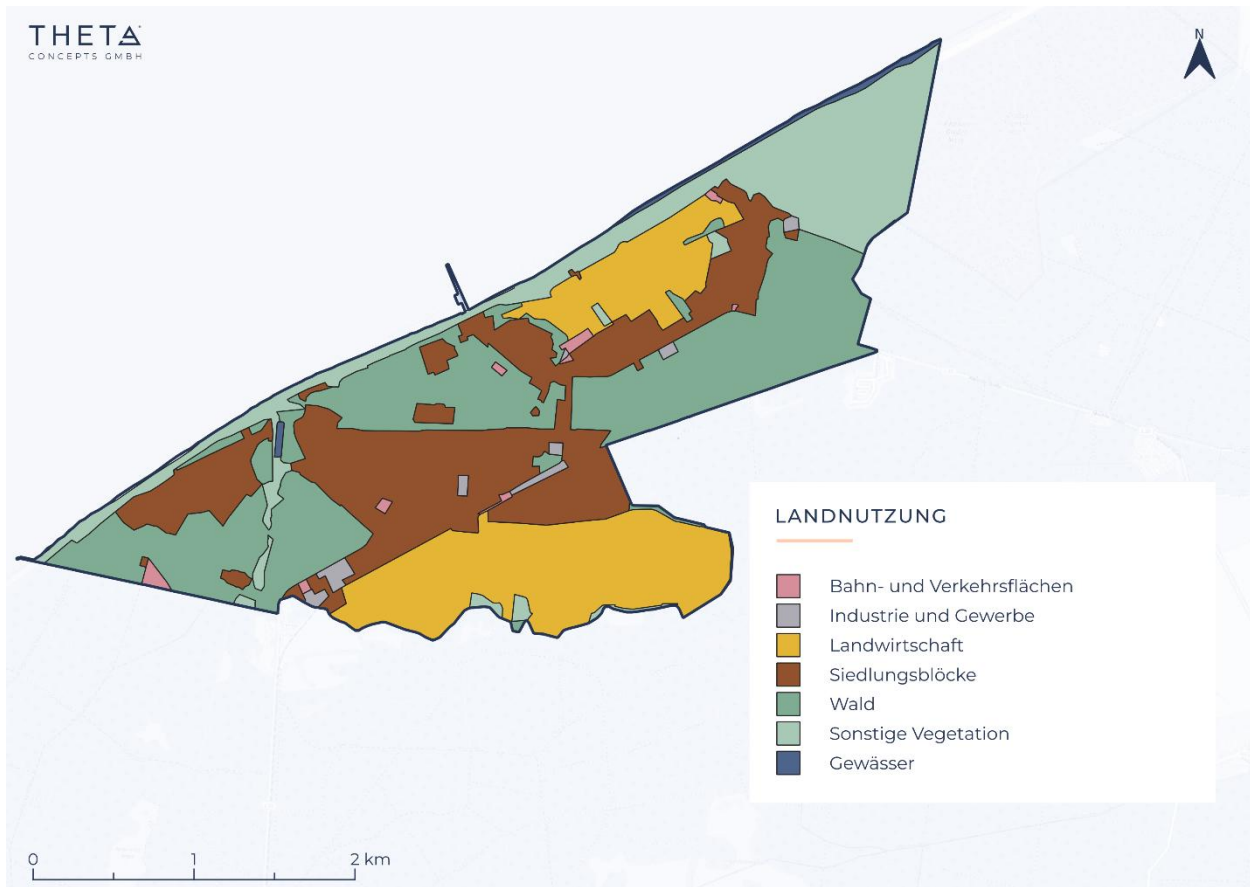 THETA
CONCEPTS GMBH
N
LANDNUTZUNG
Bahn- und Verkehrsflächen
Industrie und Gewerbe
Landwirtschaft
Siedlungsblöcke
Wald
Sonstige Vegetation
Gewässer
0 1 2 km